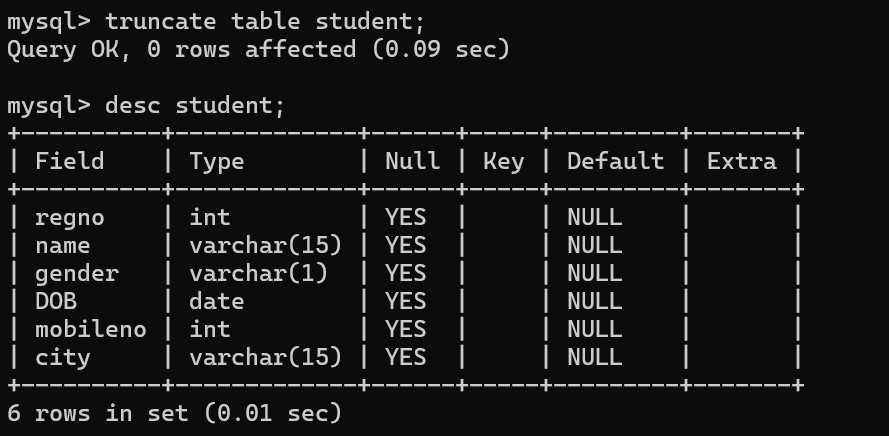 mysql> truncate table student;
Query OK, 0 rows affected (0.09 sec)

mysql> desc student;
+----------+-------------+------+-----+---------+-------+
| Field    | Type        | Null | Key | Default | Extra |
+----------+-------------+------+-----+---------+-------+
| regno    | int         | YES  |     | NULL    |       |
| name     | varchar(15) | YES  |     | NULL    |       |
| gender   | varchar(1)  | YES  |     | NULL    |       |
| DOB      | date        | YES  |     | NULL    |       |
| mobileno | int         | YES  |     | NULL    |       |
| city     | varchar(15) | YES  |     | NULL    |       |
+----------+-------------+------+-----+---------+-------+
6 rows in set (0.01 sec)